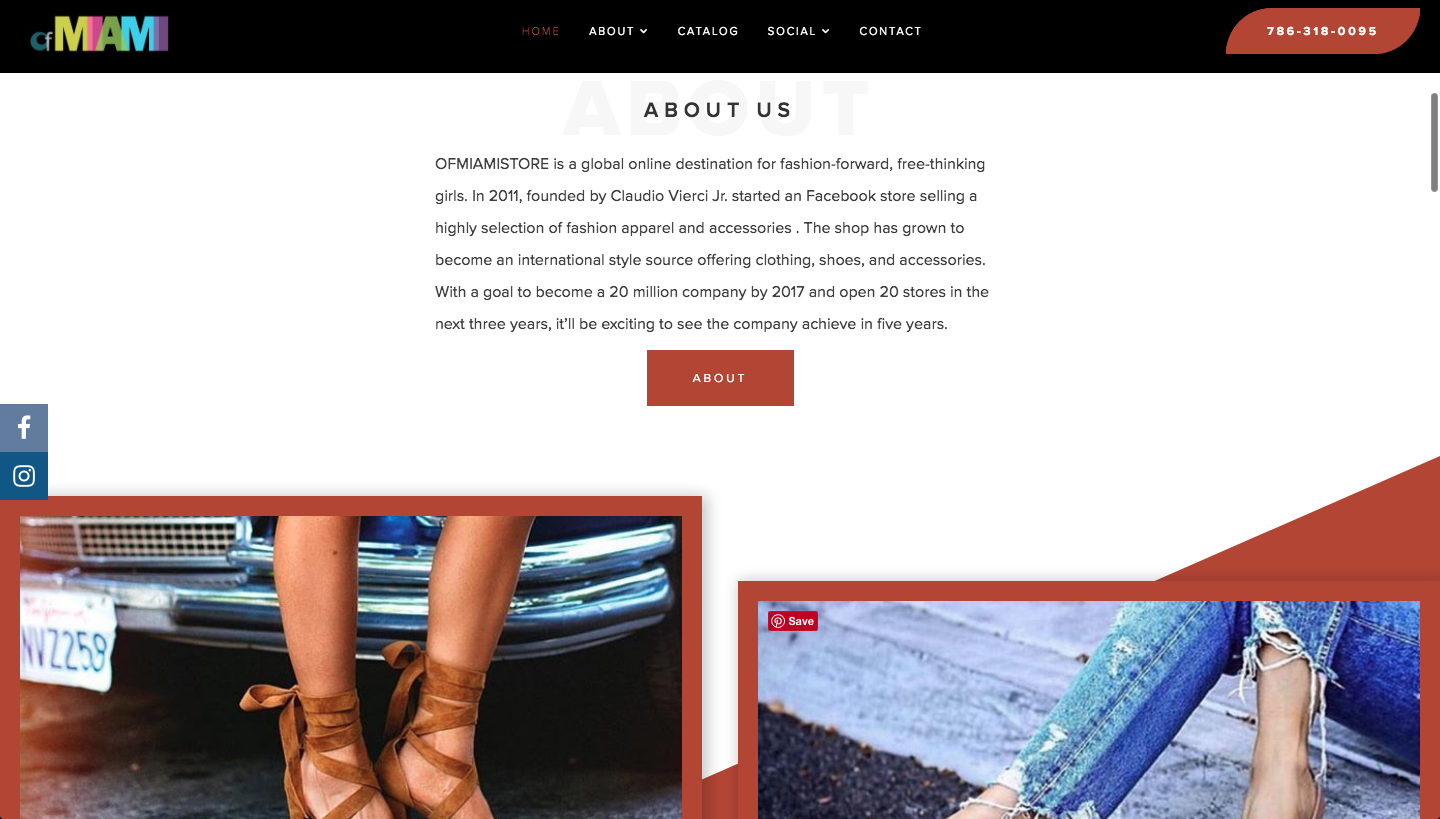 OfMIAMI
HOME ABOUT CATALOG SOCIAL CONTACT
786-318-0095
ABOUT
ABOUT US
OFMIAMISTORE is a global online destination for fashion-forward, free-thinking
girls. In 2011, founded by Claudio Vierci Jr. started an Facebook store selling a
highly selection of fashion apparel and accessories . The shop has grown to
become an international style source offering clothing, shoes, and accessories.
With a goal to become a 20 million company by 2017 and open 20 stores in the
next three years, it'll be exciting to see the company achieve in five years.
ABOUT
NVZ258
Save